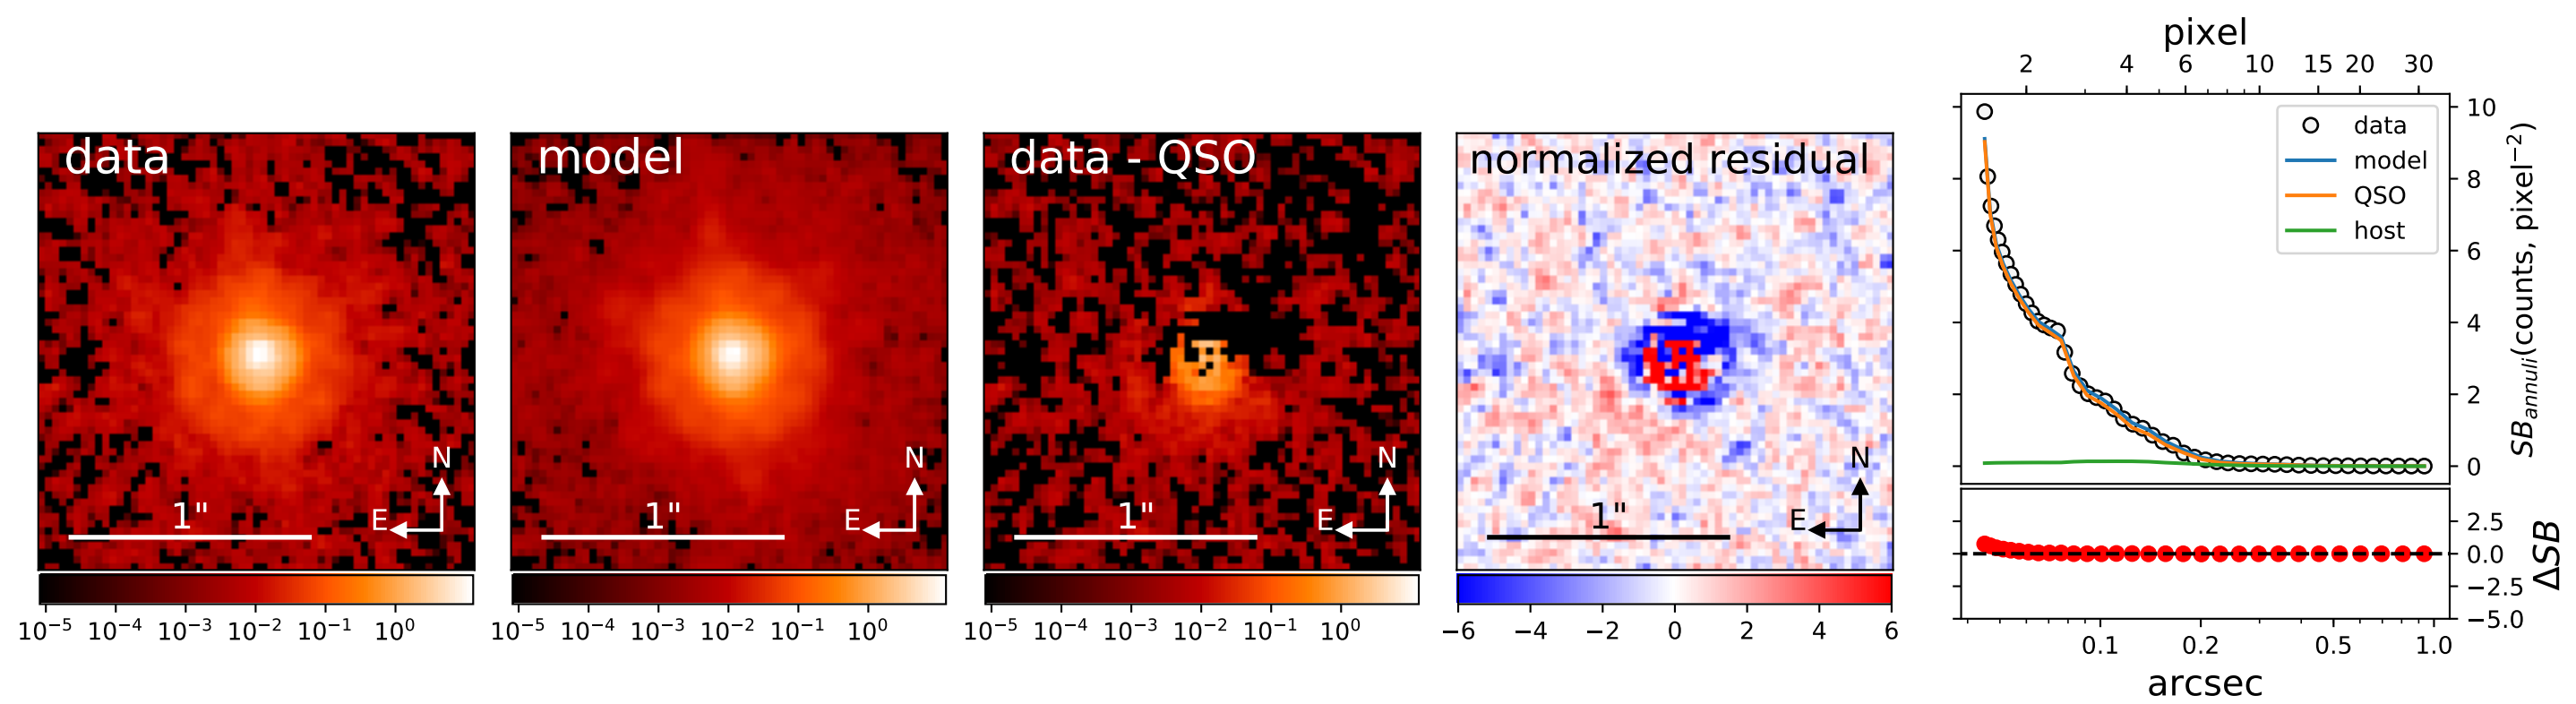 data
1"
N
E
10⁻⁵ 10⁻⁴ 10⁻³ 10⁻² 10⁻¹ 10⁰
model
1"
N
E
10⁻⁵ 10⁻⁴ 10⁻³ 10⁻² 10⁻¹ 10⁰
data - QSO
1"
N
E
10⁻⁵ 10⁻⁴ 10⁻³ 10⁻² 10⁻¹ 10⁰
normalized residual
1"
N
E
−6 −4 −2 0 2 4 6
pixel
2 4 6 10 15 20 30
data
model
QSO
host
10
8
6
4
2
0
SB_annuli(counts, pixel⁻²)
2.5
0.0
−2.5
−5.0
ΔSB
0.1 0.2 0.5 1.0
arcsec